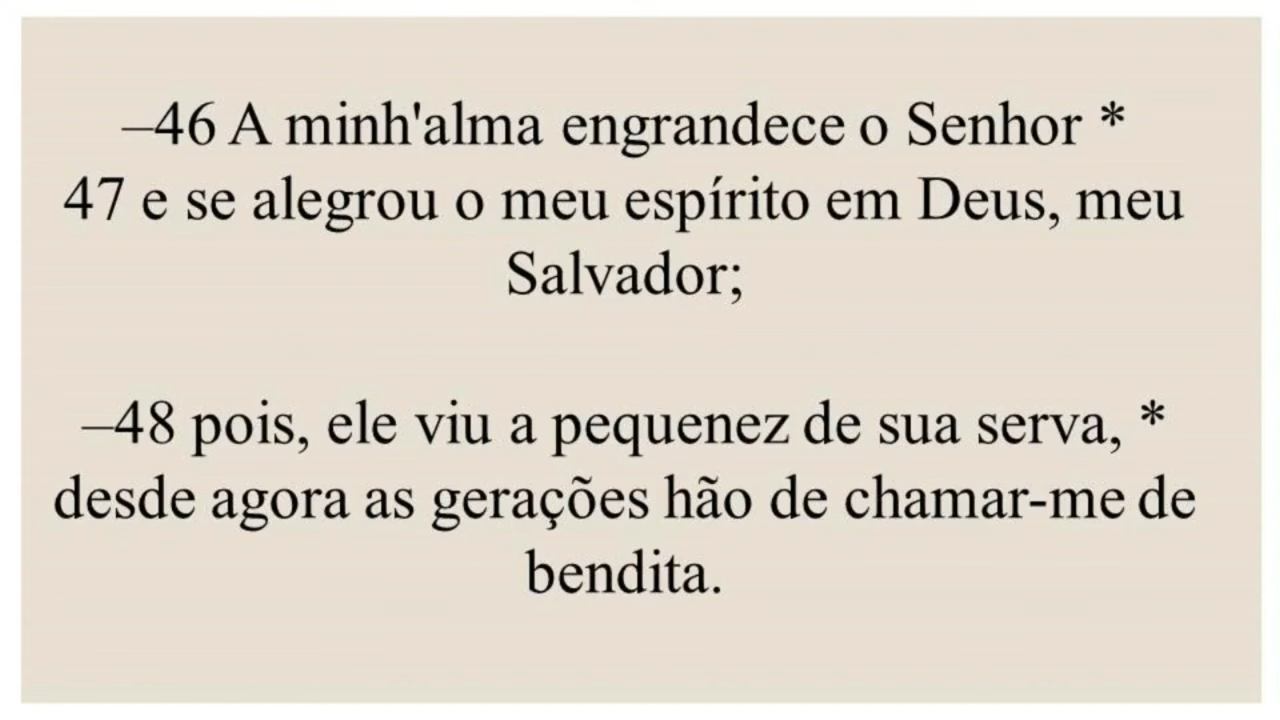 –46 A minh'alma engrandece o Senhor *
47 e se alegrou o meu espírito em Deus, meu
Salvador;
–48 pois, ele viu a pequenez de sua serva, *
desde agora as gerações hão de chamar-me de
bendita.